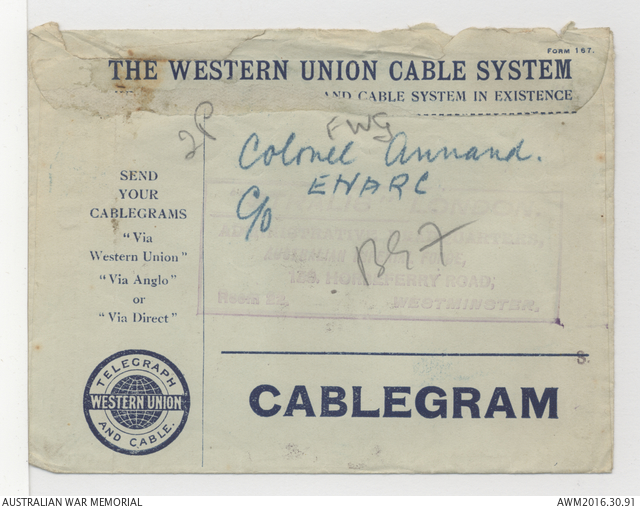 FORM 167.
THE WESTERN UNION CABLE SYSTEM
AND CABLE SYSTEM IN EXISTENCE
2P
FWG
Colonel Annand.
ENARC
C/o
SEND
YOUR
CABLEGRAMS
"Via
Western Union"
"Via Anglo"
or
"Via Direct"
ADMINISTRATIVE HEADQUARTERS,
AUSTRALIAN FORCE,
HORSEFERRY ROAD,
WESTMINSTER.
S.
CABLEGRAM
TELEGRAPH
WESTERN UNION
AND CABLE.
AUSTRALIAN WAR MEMORIAL
AWM2016.30.91